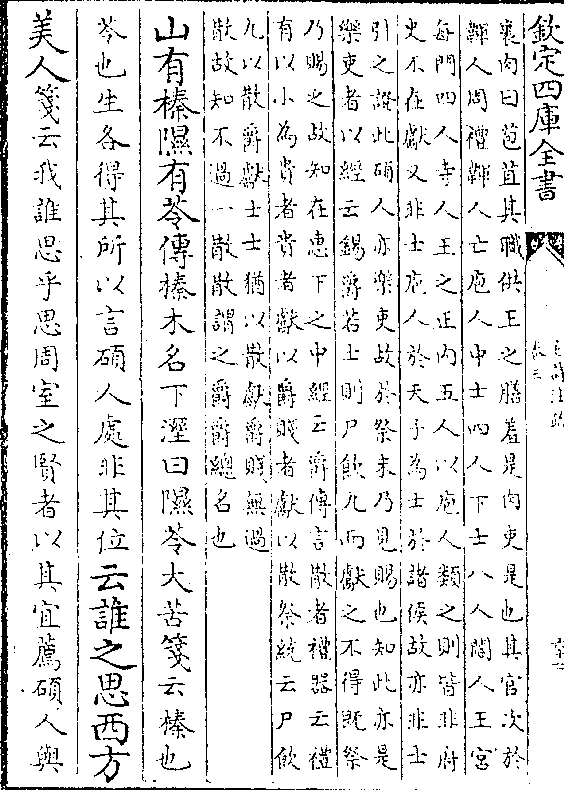 欽定四庫全書
毛詩注疏
卷三
裹肉曰苞苴其職供王之膳羞是肉吏是也其官次於
韗人周禮韗人亡庖人中士四人下士八人閽人王宮
每門四人寺人王之正内五人以庖人類之則皆非府
史不在獻又非士庖人於天子為士於諸侯故亦非士
引之證此碩人亦樂吏故於祭末乃見賜也知此亦是
樂吏者以經云錫爵若士則尸飲九而獻之不得既祭
乃賜之故知在惠下之中經云爵傳言散者禮器云禮
有以小為貴者貴者獻以爵賤者獻以散祭統云尸飲
九以散爵獻士士猶以散獻爵賤無過
散故知不過一散散謂之爵爵總名也
山有榛隰有苓傳榛木名下溼曰隰苓大苦箋云榛也
苓也生各得其所以言碩人處非其位云誰之思西方
美人箋云我誰思乎思周室之賢者以其宜薦碩人與